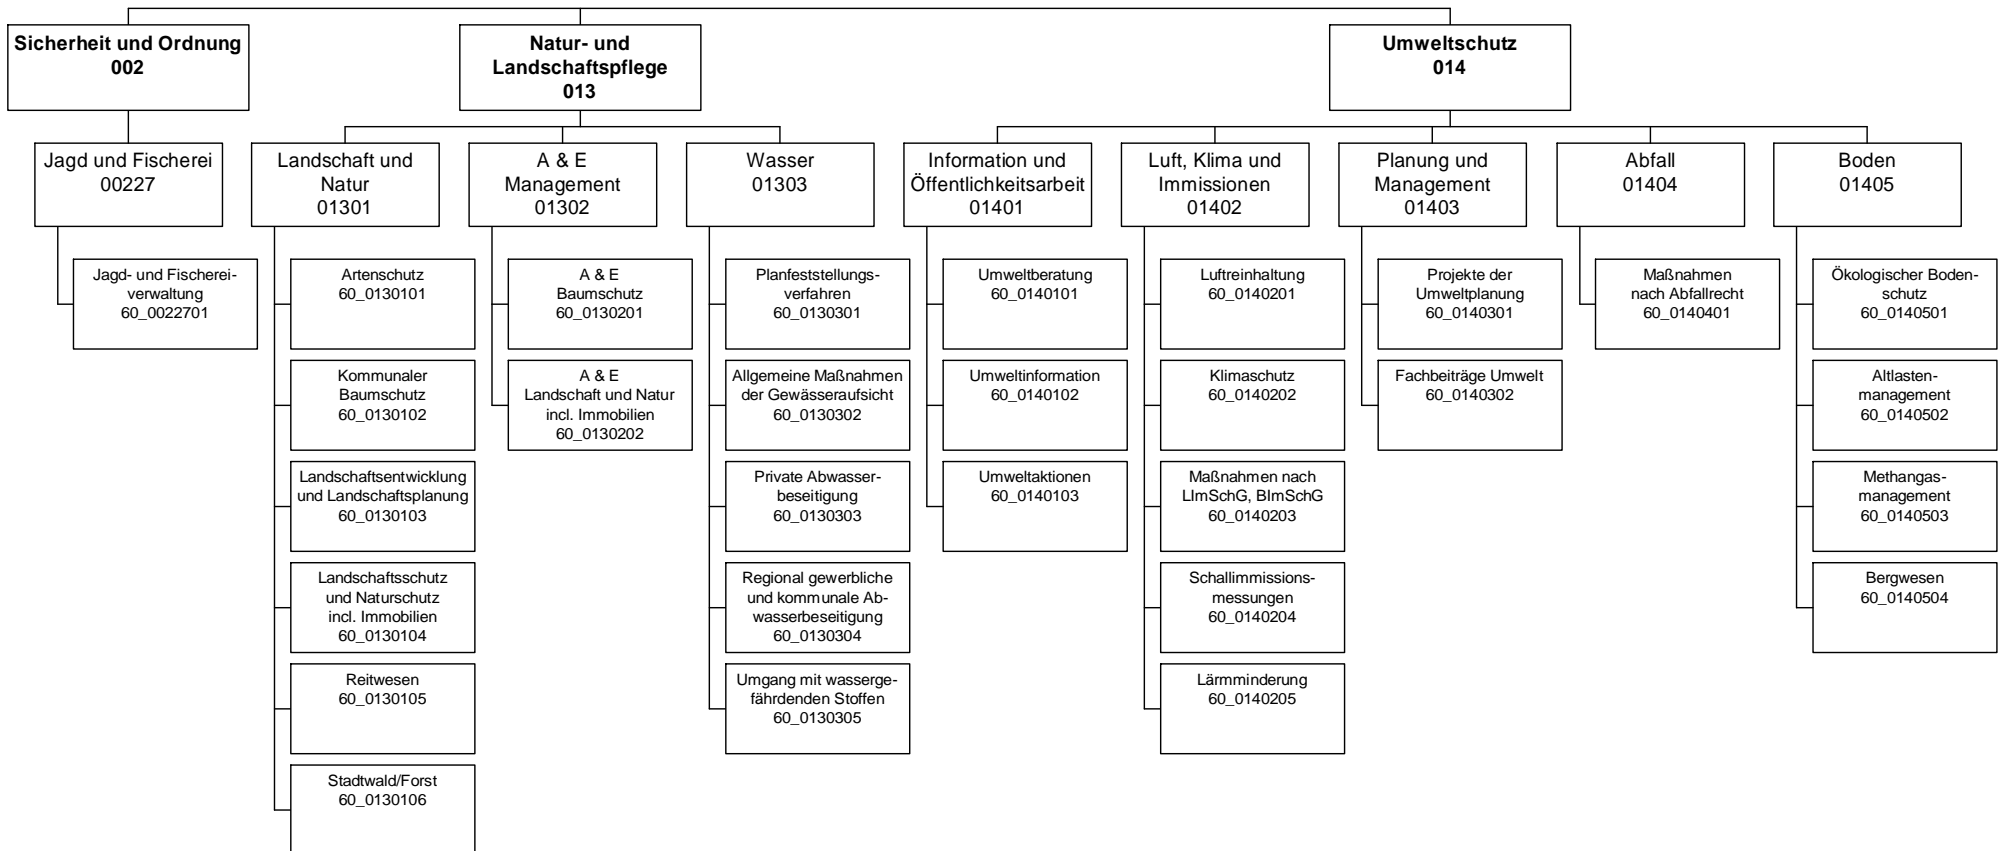 Sicherheit und Ordnung
002
Natur- und
Landschaftspflege
013
Umweltschutz
014
Jagd und Fischerei
00227
Landschaft und
Natur
01301
A & E
Management
01302
Wasser
01303
Information und
Öffentlichkeitsarbeit
01401
Luft, Klima und
Immissionen
01402
Planung und
Management
01403
Abfall
01404
Boden
01405
Jagd- und Fischerei-
verwaltung
60_0022701
Artenschutz
60_0130101
Kommunaler
Baumschutz
60_0130102
Landschaftsentwicklung
und Landschaftsplanung
60_0130103
Landschaftsschutz
und Naturschutz
incl. Immobilien
60_0130104
Reitwesen
60_0130105
Stadtwald/Forst
60_0130106
A & E
Baumschutz
60_0130201
A & E
Landschaft und Natur
incl. Immobilien
60_0130202
Planfeststellungs-
verfahren
60_0130301
Allgemeine Maßnahmen
der Gewässeraufsicht
60_0130302
Private Abwasser-
beseitigung
60_0130303
Regional gewerbliche
und kommunale Ab-
wasserbeseitigung
60_0130304
Umgang mit wasserge-
fährdenden Stoffen
60_0130305
Umweltberatung
60_0140101
Umweltinformation
60_0140102
Umweltaktionen
60_0140103
Luftreinhaltung
60_0140201
Klimaschutz
60_0140202
Maßnahmen nach
LImSchG, BImSchG
60_0140203
Schallimmissions-
messungen
60_0140204
Lärmminderung
60_0140205
Projekte der
Umweltplanung
60_0140301
Fachbeiträge Umwelt
60_0140302
Maßnahmen
nach Abfallrecht
60_0140401
Ökologischer Boden-
schutz
60_0140501
Altlasten-
management
60_0140502
Methangas-
management
60_0140503
Bergwesen
60_0140504